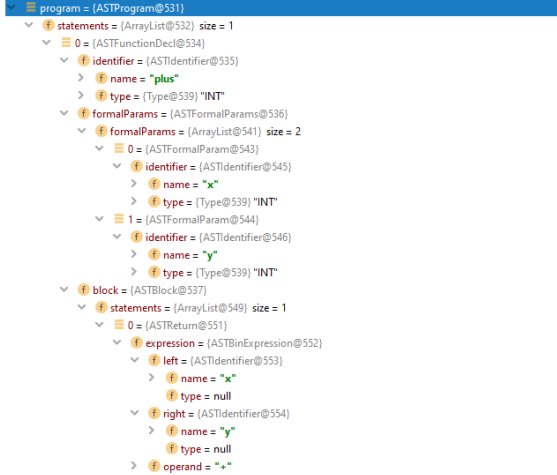 program = {ASTProgram@531}
f statements = {ArrayList@532} size = 1
0 = {ASTFunctionDecl@534}
f identifier = {ASTIdentifier@535}
f name = "plus"
f type = {Type@539} "INT"
f formalParams = {ASTFormalParams@536}
f formalParams = {ArrayList@541} size = 2
0 = {ASTFormalParam@543}
f identifier = {ASTIdentifier@545}
f name = "x"
f type = {Type@539} "INT"
1 = {ASTFormalParam@544}
f identifier = {ASTIdentifier@546}
f name = "y"
f type = {Type@539} "INT"
f block = {ASTBlock@537}
f statements = {ArrayList@549} size = 1
0 = {ASTReturn@551}
f expression = {ASTBinExpression@552}
f left = {ASTIdentifier@553}
f name = "x"
f type = null
f right = {ASTIdentifier@554}
f name = "y"
f type = null
f operand = "+"